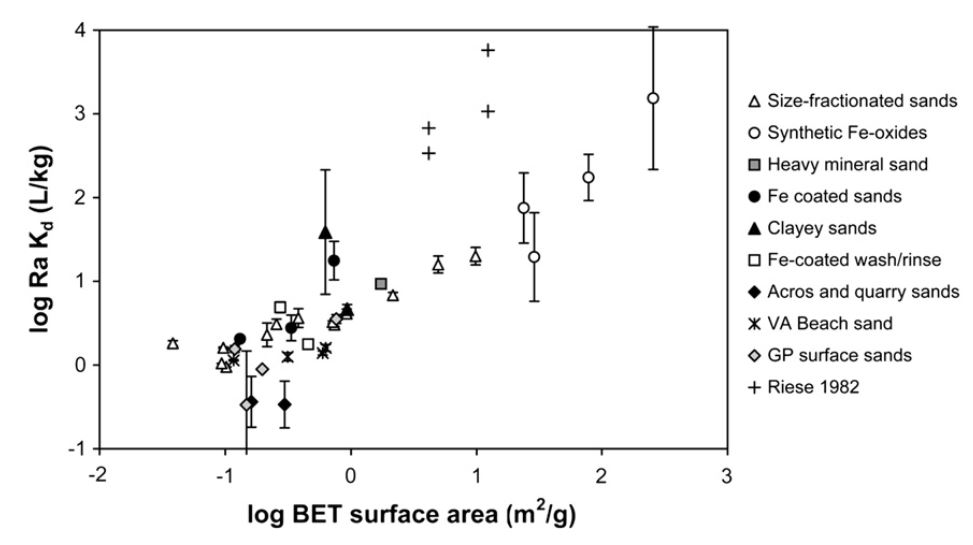 4
3
2
1
0
-1
-2
-1
0
1
2
3
log Ra Kd (L/kg)
log BET surface area (m²/g)
Size-fractionated sands
Synthetic Fe-oxides
Heavy mineral sand
Fe coated sands
Clayey sands
Fe-coated wash/rinse
Acros and quarry sands
VA Beach sand
GP surface sands
Riese 1982